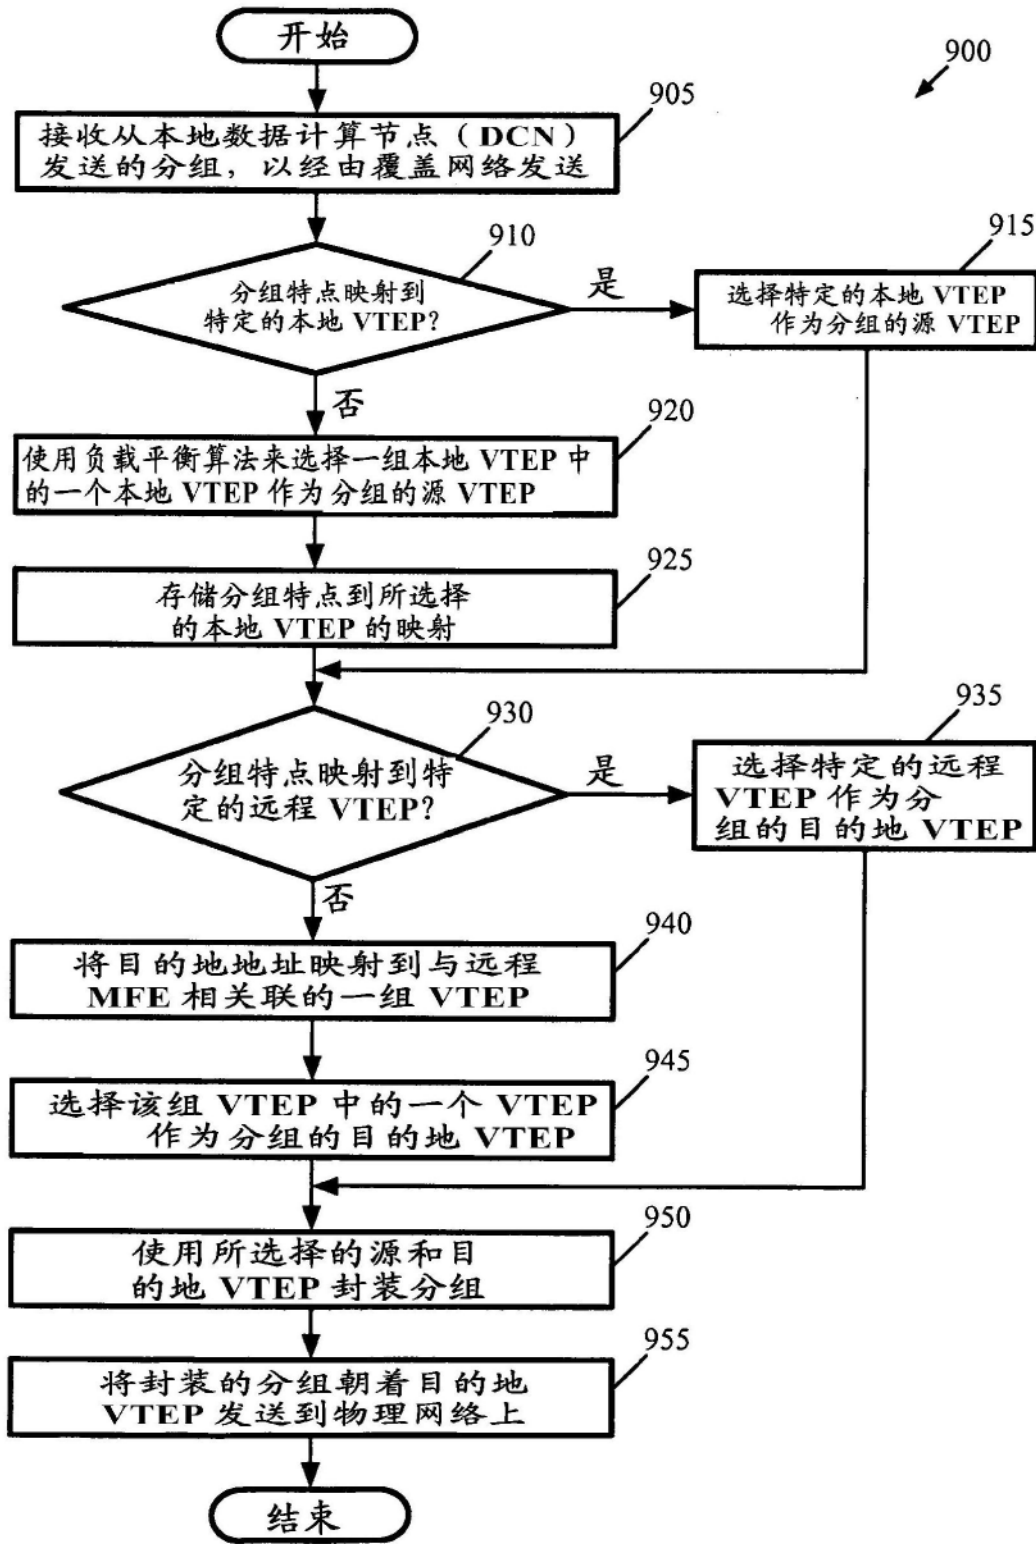 开始
900
905
接收从本地数据计算节点（DCN）
发送的分组，以经由覆盖网络发送
910
分组特点映射到
特定的本地 VTEP？
是
915
选择特定的本地 VTEP
作为分组的源 VTEP
否
920
使用负载平衡算法来选择一组本地 VTEP 中
的一个本地 VTEP 作为分组的源 VTEP
925
存储分组特点到所选择
的本地 VTEP 的映射
930
分组特点映射到特
定的远程 VTEP？
是
935
选择特定的远程
VTEP 作为分
组的目的地 VTEP
否
940
将目的地地址映射到与远程
MFE 相关联的一组 VTEP
945
选择该组 VTEP 中的一个 VTEP
作为分组的目的地 VTEP
950
使用所选择的源和目
的地 VTEP 封装分组
955
将封装的分组朝着目的地
VTEP 发送到物理网络上
结束